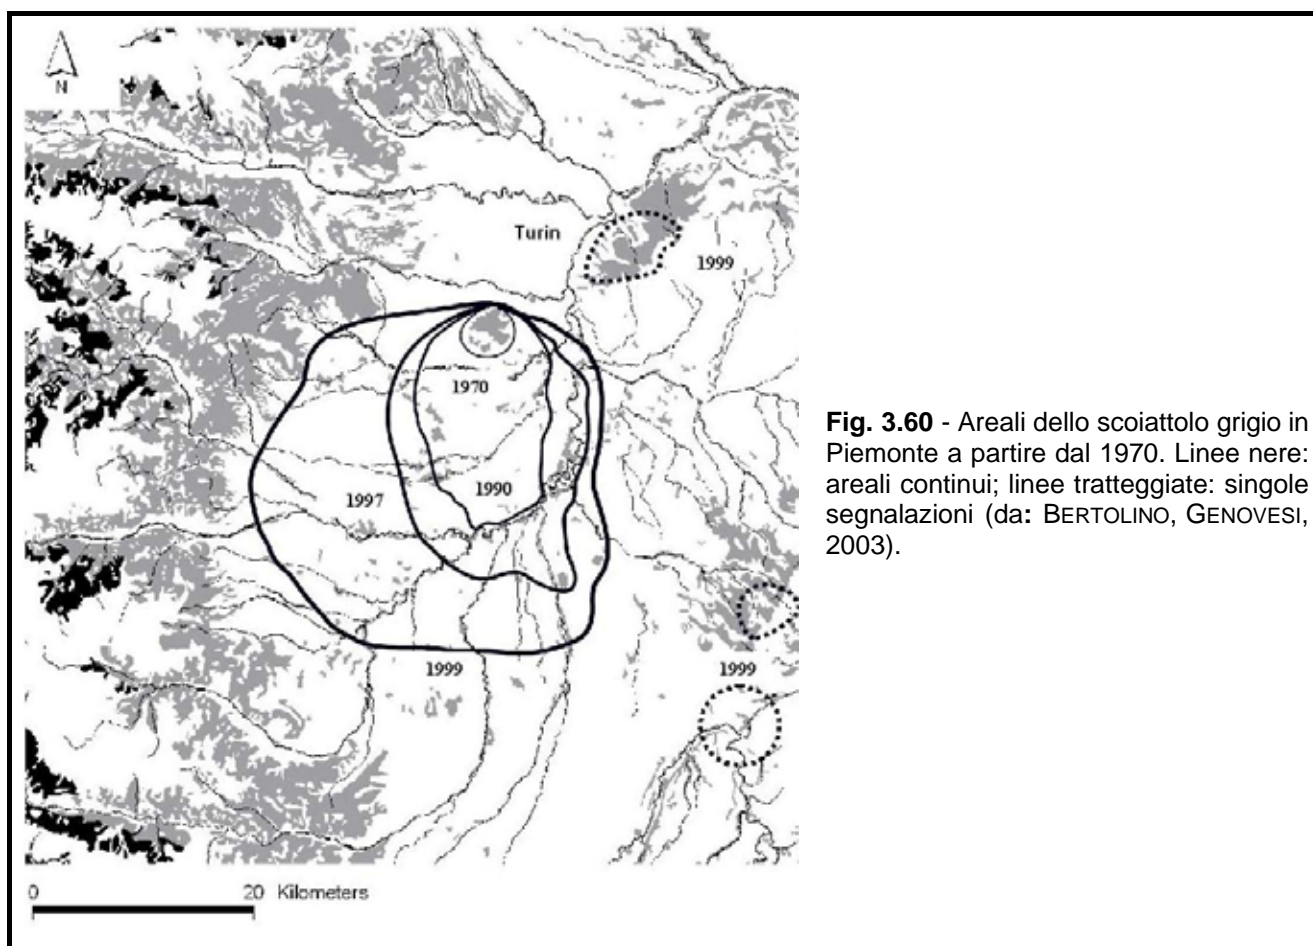 N
Turin
1999
1970
1997
1990
1999
1999
0 20 Kilometers
Fig. 3.60 - Areali dello scoiattolo grigio in
Piemonte a partire dal 1970. Linee nere:
areali continui; linee tratteggiate: singole
segnalazioni (da: BERTOLINO, GENOVESI,
2003).